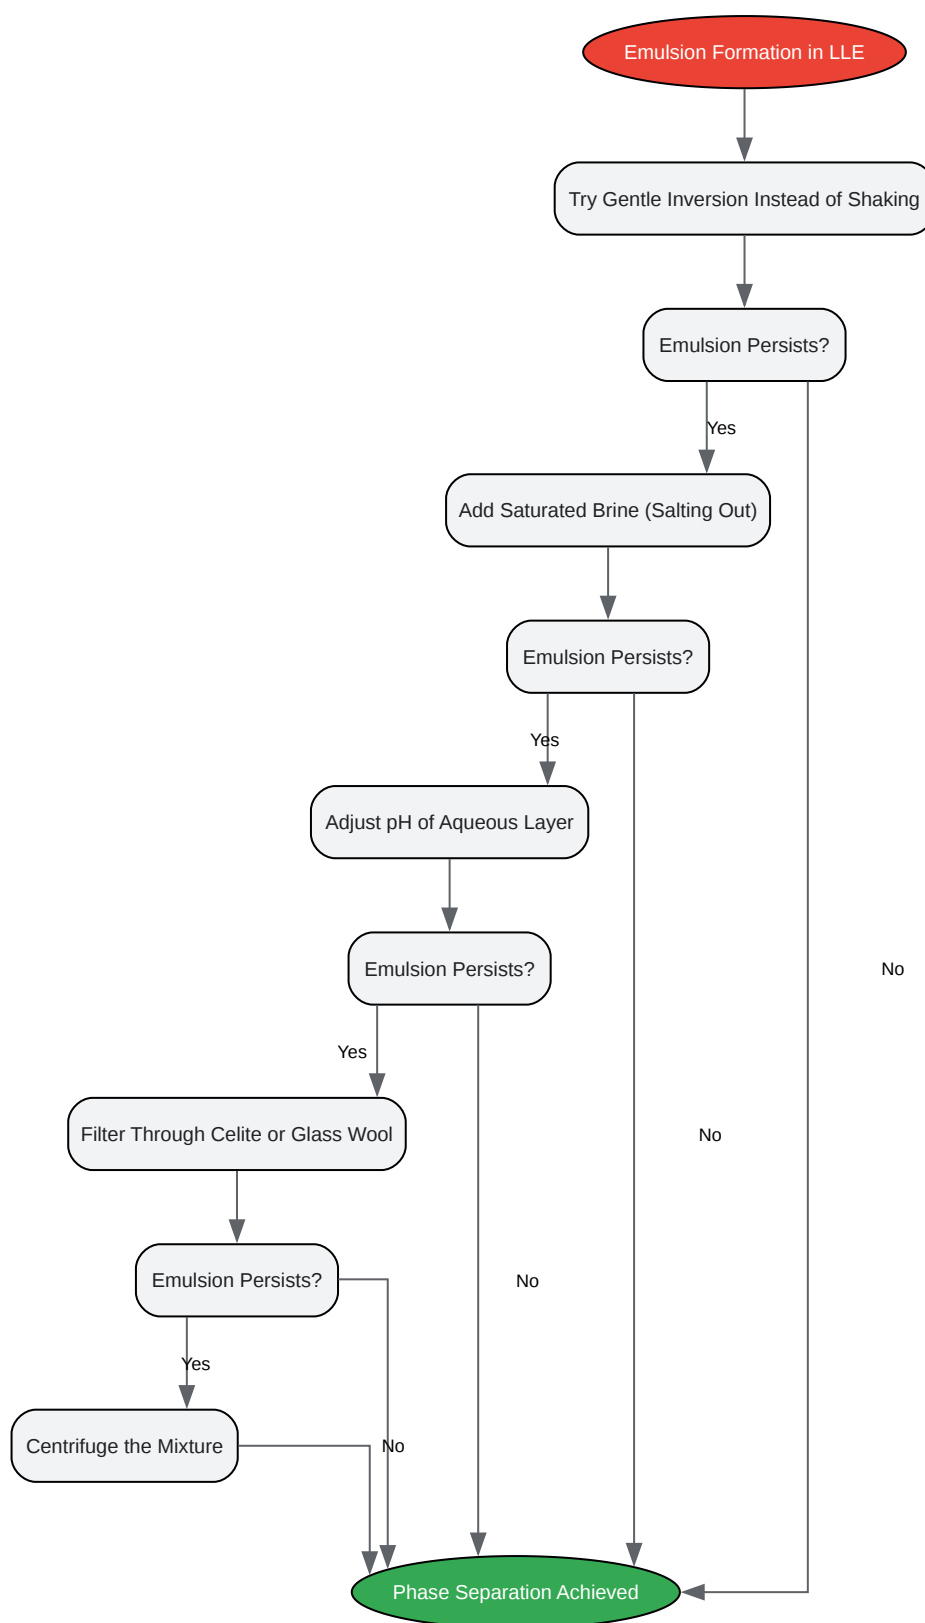 Emulsion Formation in LLE
Try Gentle Inversion Instead of Shaking
Emulsion Persists?
Yes
Add Saturated Brine (Salting Out)
Emulsion Persists?
Yes
Adjust pH of Aqueous Layer
Emulsion Persists?
No
Yes
Filter Through Celite or Glass Wool
No
Emulsion Persists?
No
Yes
Centrifuge the Mixture
No
Phase Separation Achieved